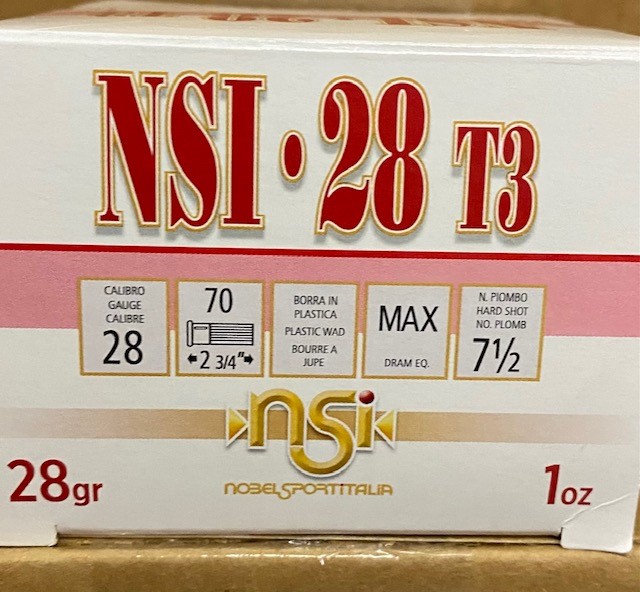 NSI·28 T3
CALIBRO
GAUGE
CALIBRE
28
70
2 3/4"
BORRA IN
PLASTICA
PLASTIC WAD
BOURRE A
JUPE
MAX
DRAM EQ.
N. PIOMBO
HARD SHOT
NO. PLOMB
7½
nsi
NOBELSPORTITALIA
28gr
1oz